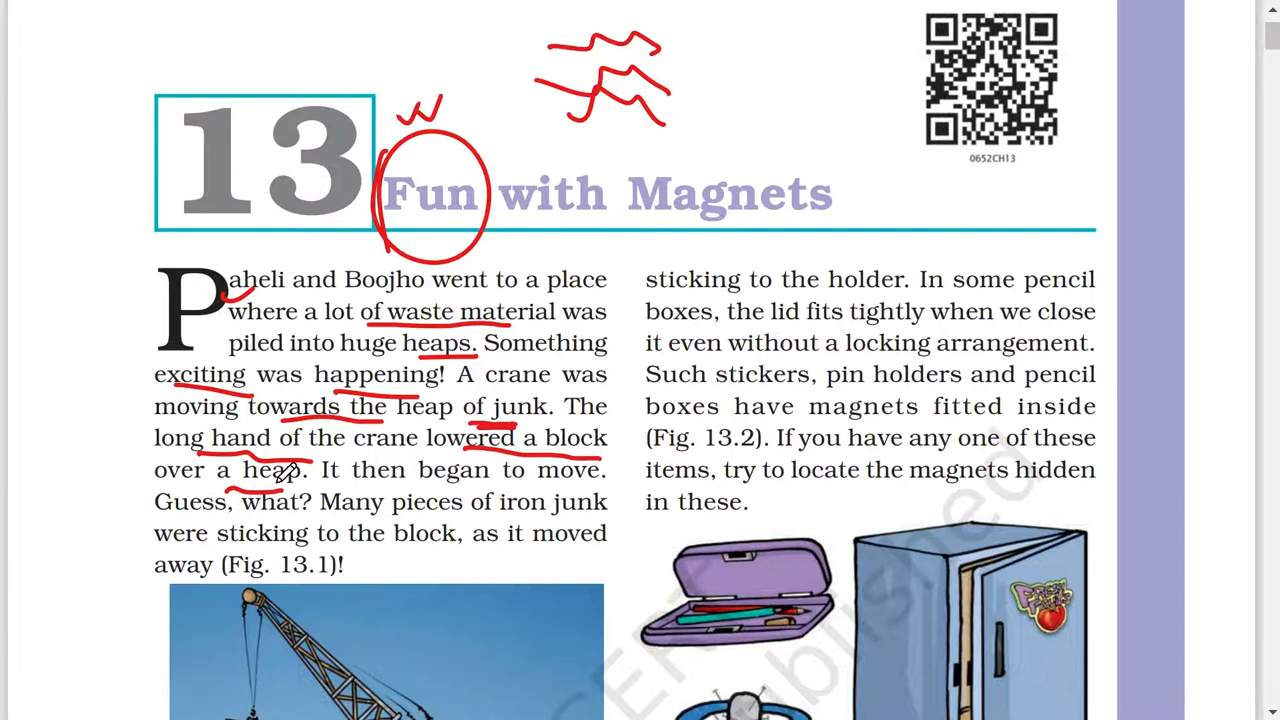 0652CH13
13
Fun with Magnets
Paheli and Boojho went to a place
where a lot of waste material was
piled into huge heaps. Something
exciting was happening! A crane was
moving towards the heap of junk. The
long hand of the crane lowered a block
over a heap. It then began to move.
Guess, what? Many pieces of iron junk
were sticking to the block, as it moved
away (Fig. 13.1)!
sticking to the holder. In some pencil
boxes, the lid fits tightly when we close
it even without a locking arrangement.
Such stickers, pin holders and pencil
boxes have magnets fitted inside
(Fig. 13.2). If you have any one of these
items, try to locate the magnets hidden
in these.